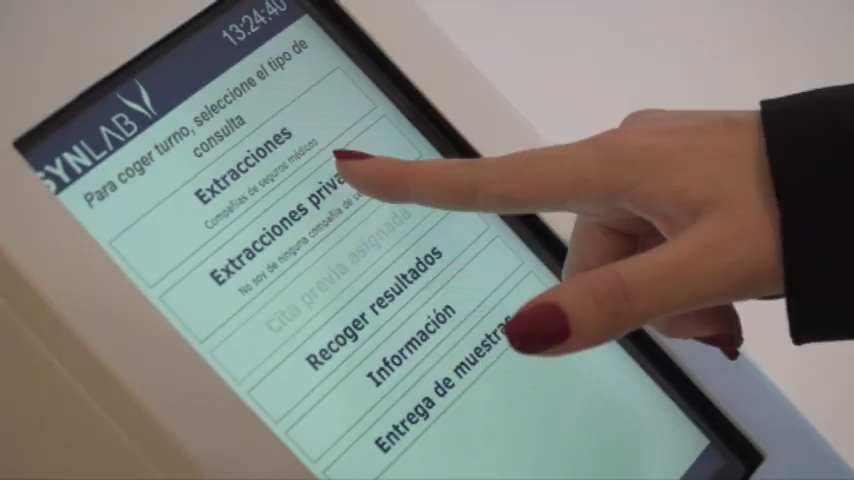 13:24:40
SYNLAB
Para coger turno, seleccione el tipo de
consulta
Extracciones
Compañías de seguros médicos
Extracciones
No soy de ninguna compañía de
Cita previa asignada
Recoger resultados
Información
Entrega de muestras